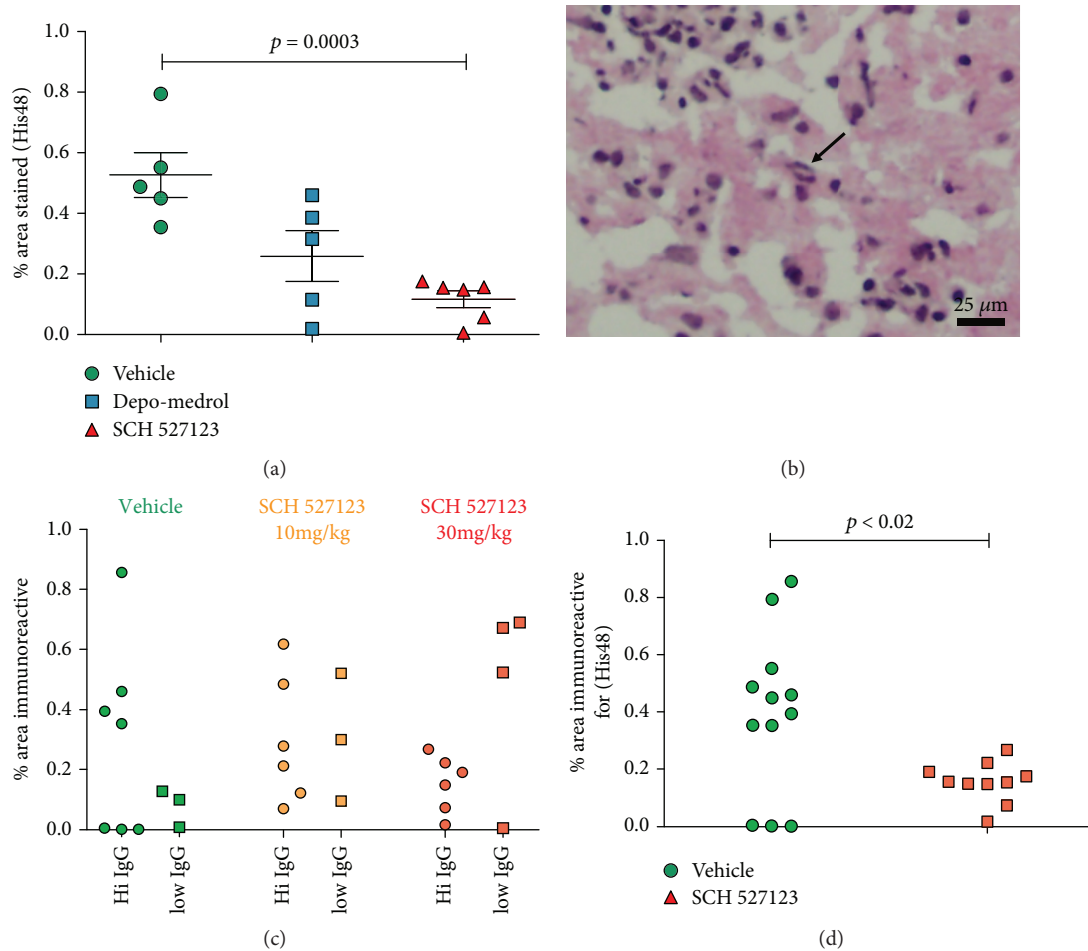 1.0
0.8
0.6
0.4
0.2
0.0
% area stained (His48)
p = 0.0003
Vehicle
Depo-medrol
SCH 527123
(a)
25 μm
(b)
Vehicle
SCH 527123
10mg/kg
SCH 527123
30mg/kg
1.0
0.8
0.6
0.4
0.2
0.0
% area immunoreactive
Hi IgG
low IgG
Hi IgG
low IgG
Hi IgG
low IgG
(c)
p < 0.02
1.0
0.8
0.6
0.4
0.2
0.0
% area immunoreactive
for (His48)
Vehicle
SCH 527123
(d)